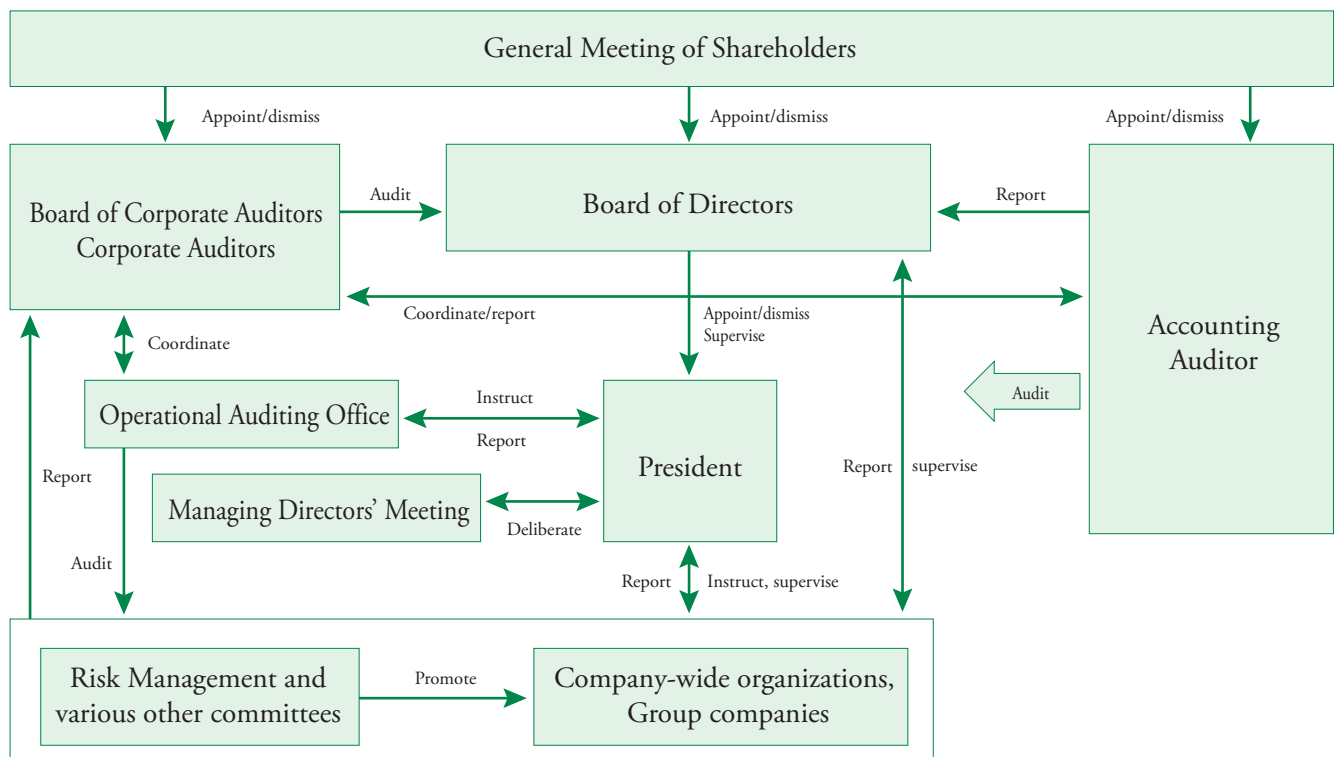 General Meeting of Shareholders
Appoint/dismiss
Appoint/dismiss
Appoint/dismiss
Board of Corporate Auditors
Corporate Auditors
Audit
Board of Directors
Report
Accounting
Auditor
Coordinate/report
Appoint/dismiss
Supervise
Coordinate
Operational Auditing Office
Instruct
Report
President
Audit
Managing Directors’ Meeting
Deliberate
Report
supervise
Report
Audit
Report
Instruct, supervise
Risk Management and
various other committees
Promote
Company-wide organizations,
Group companies